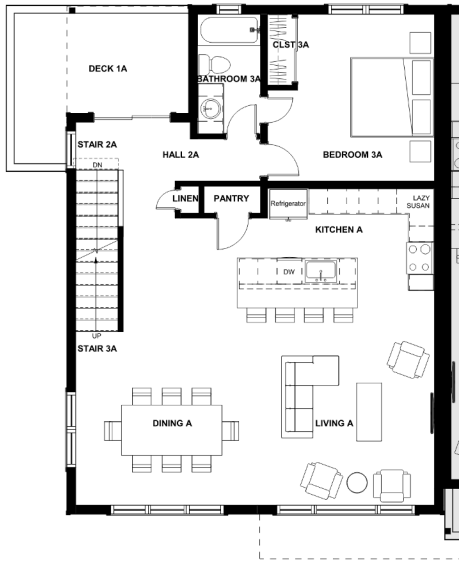 CLST 3A
DECK 1A
BATHROOM 3A
STAIR 2A
HALL 2A
BEDROOM 3A
DN
LINEN
PANTRY
Refrigerator
LAZY
SUSAN
KITCHEN A
DW
UP
STAIR 3A
DINING A
LIVING A